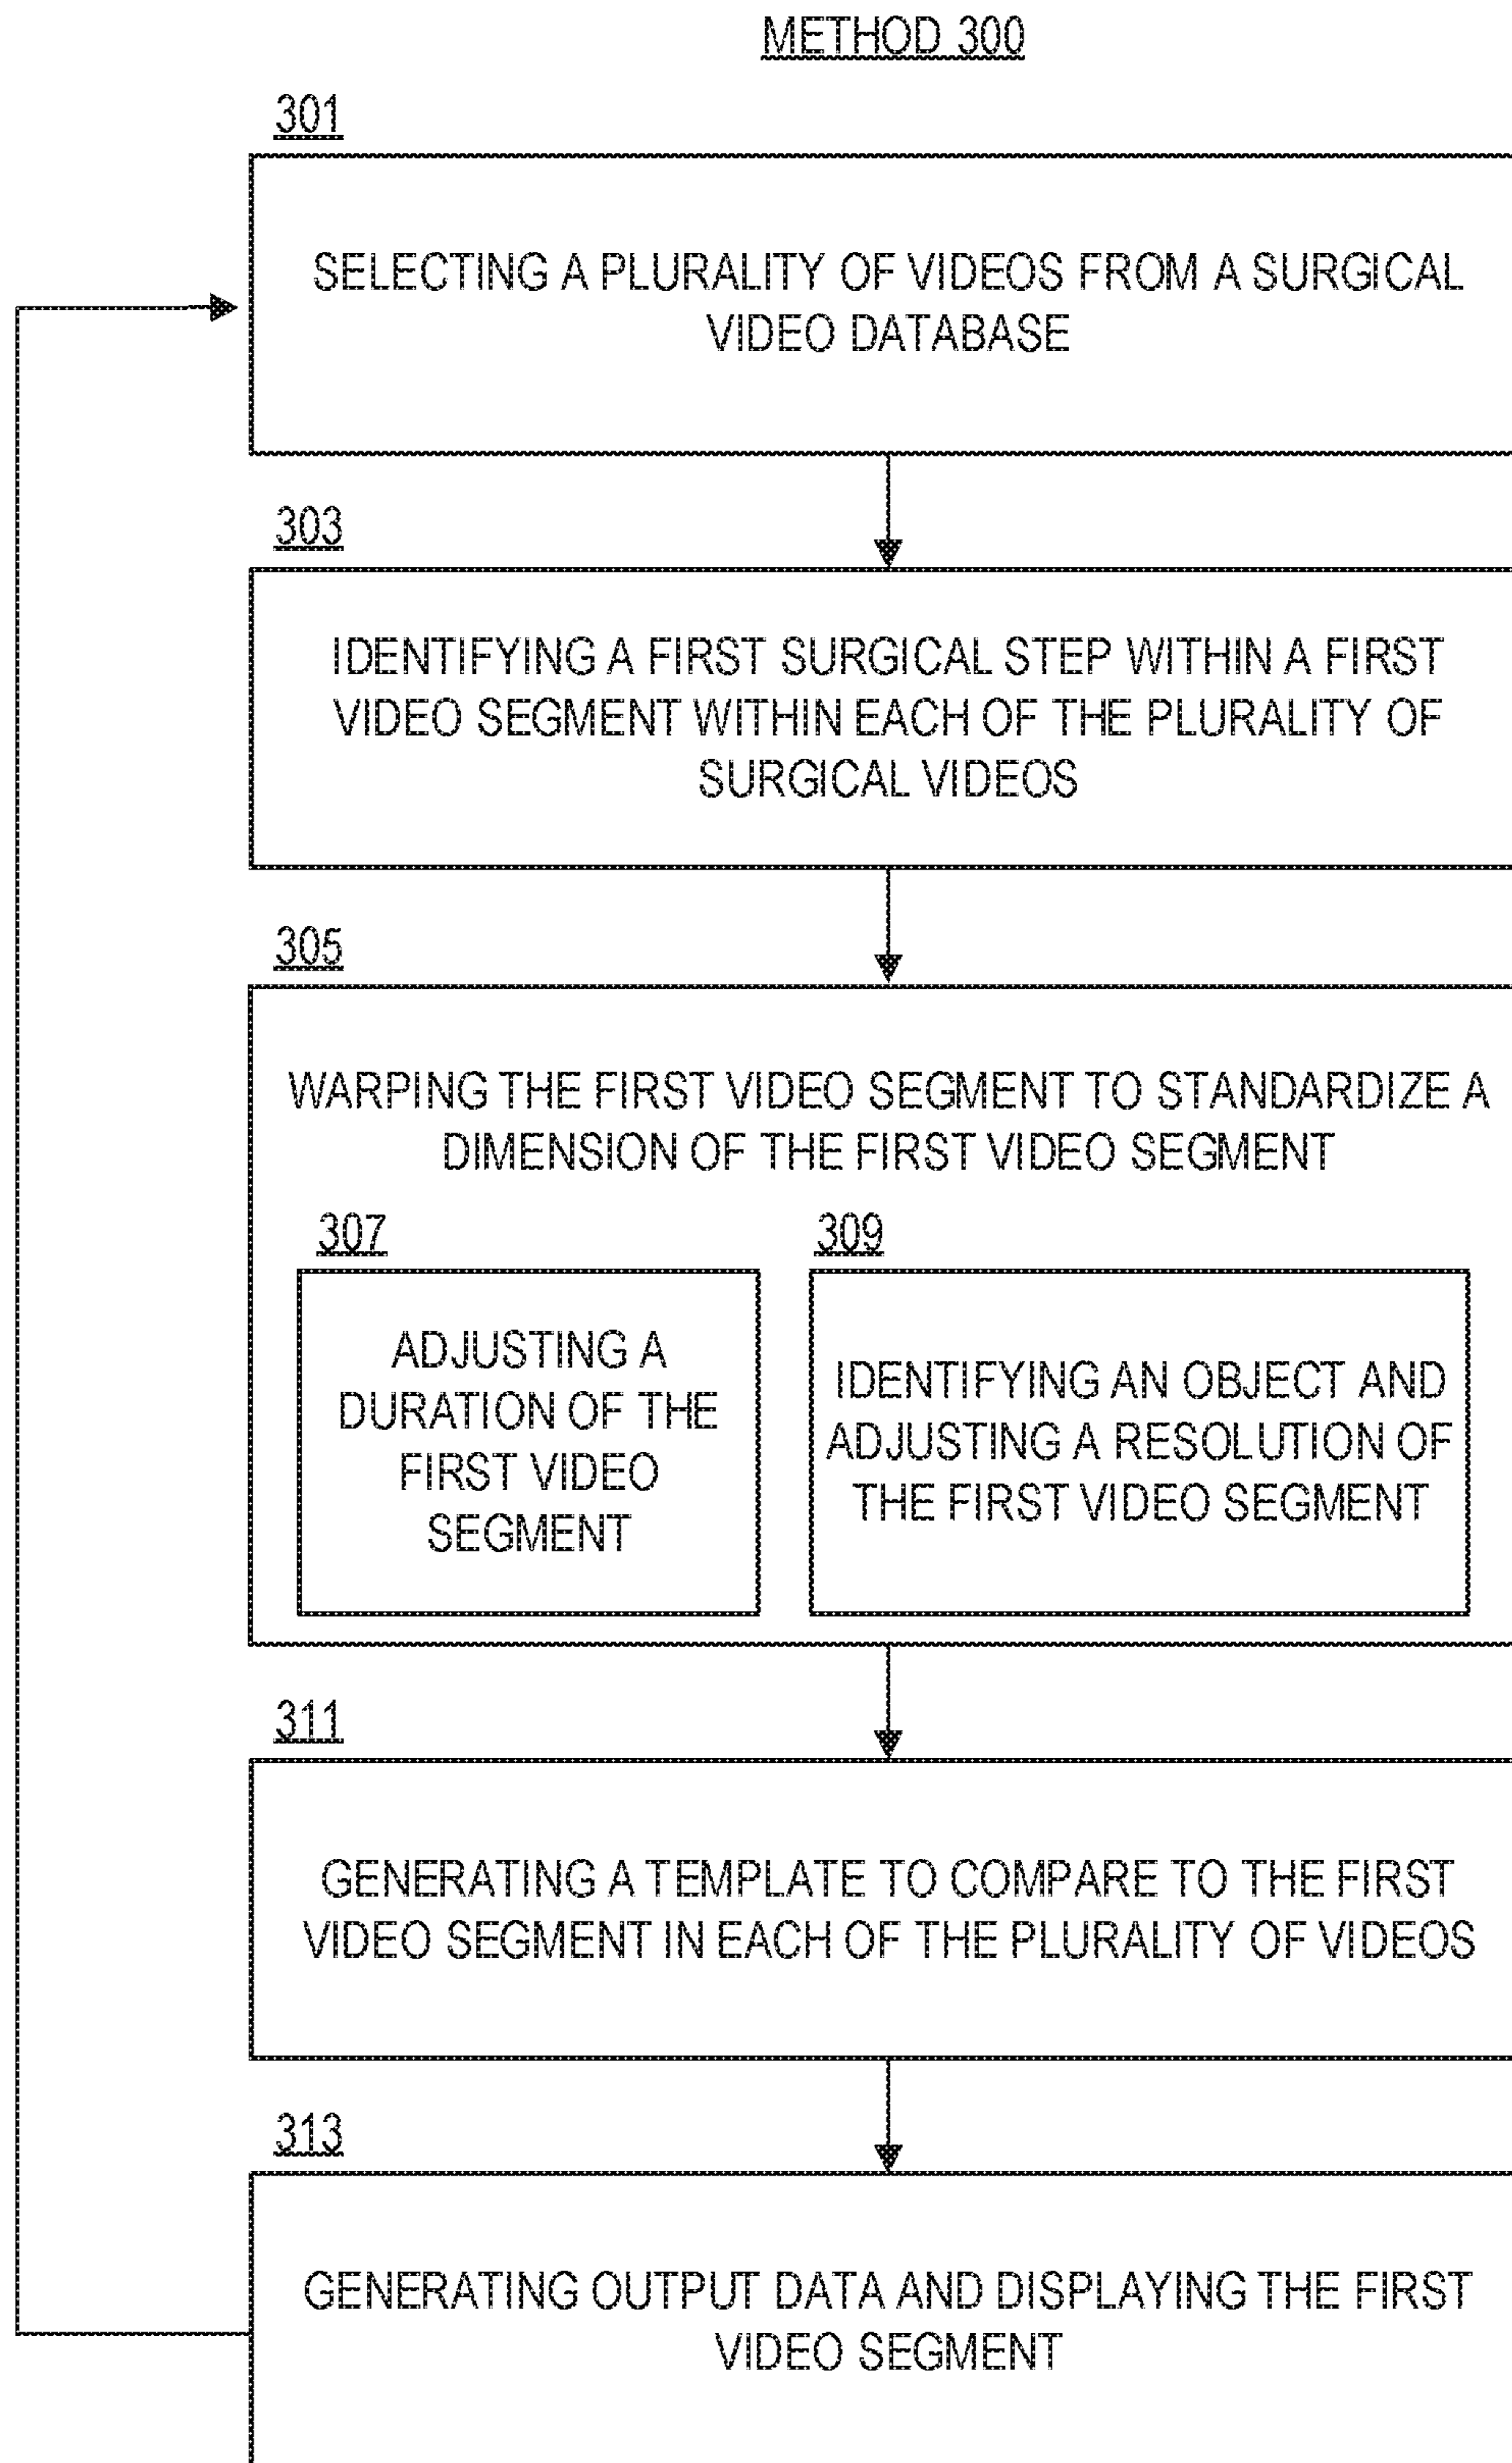 METHOD 300
301
SELECTING A PLURALITY OF VIDEOS FROM A SURGICAL
VIDEO DATABASE
303
IDENTIFYING A FIRST SURGICAL STEP WITHIN A FIRST
VIDEO SEGMENT WITHIN EACH OF THE PLURALITY OF
SURGICAL VIDEOS
305
WARPING THE FIRST VIDEO SEGMENT TO STANDARDIZE A
DIMENSION OF THE FIRST VIDEO SEGMENT
307
ADJUSTING A
DURATION OF THE
FIRST VIDEO
SEGMENT
309
IDENTIFYING AN OBJECT AND
ADJUSTING A RESOLUTION OF
THE FIRST VIDEO SEGMENT
311
GENERATING A TEMPLATE TO COMPARE TO THE FIRST
VIDEO SEGMENT IN EACH OF THE PLURALITY OF VIDEOS
313
GENERATING OUTPUT DATA AND DISPLAYING THE FIRST
VIDEO SEGMENT